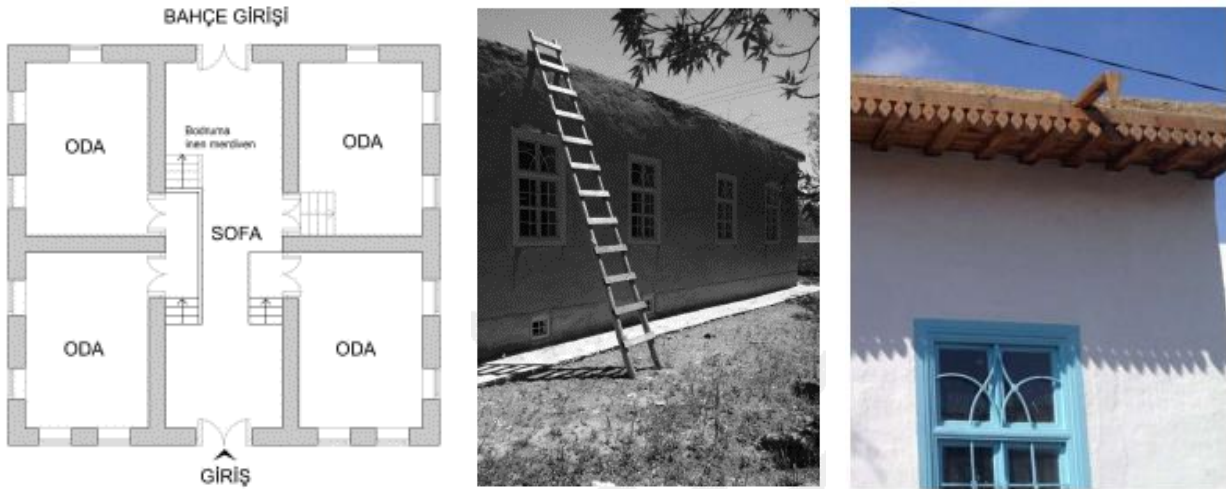 BAHÇE GİRİŞİ
ODA
Bodruma
inen merdiven
ODA
SOFA
ODA
ODA
GİRİŞ